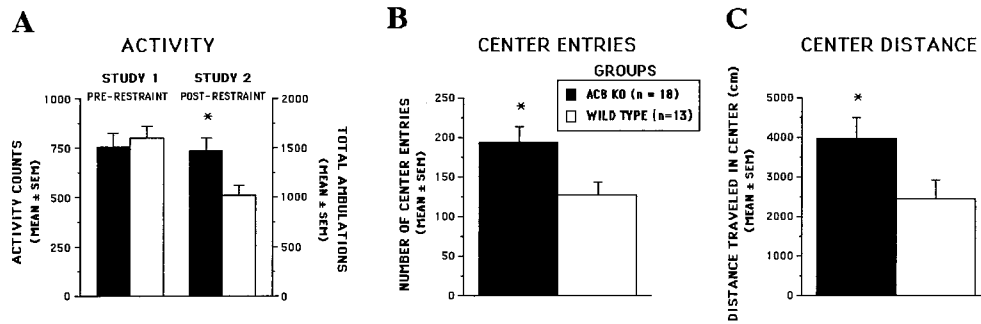 A
ACTIVITY
STUDY 1
PRE-RESTRAINT
STUDY 2
POST-RESTRAINT
ACTIVITY COUNTS
(MEAN ± SEM)
1000
750
500
250
0
*
2000
1500
1000
500
0
TOTAL AMBULATIONS
(MEAN ± SEM)
B
CENTER ENTRIES
GROUPS
AC8 KO (n = 18)
WILD TYPE (n=13)
NUMBER OF CENTER ENTRIES
(MEAN ± SEM)
250
200
150
100
50
0
*
C
CENTER DISTANCE
DISTANCE TRAVELED IN CENTER (cm)
(MEAN ± SEM)
5000
4000
3000
2000
1000
0
*